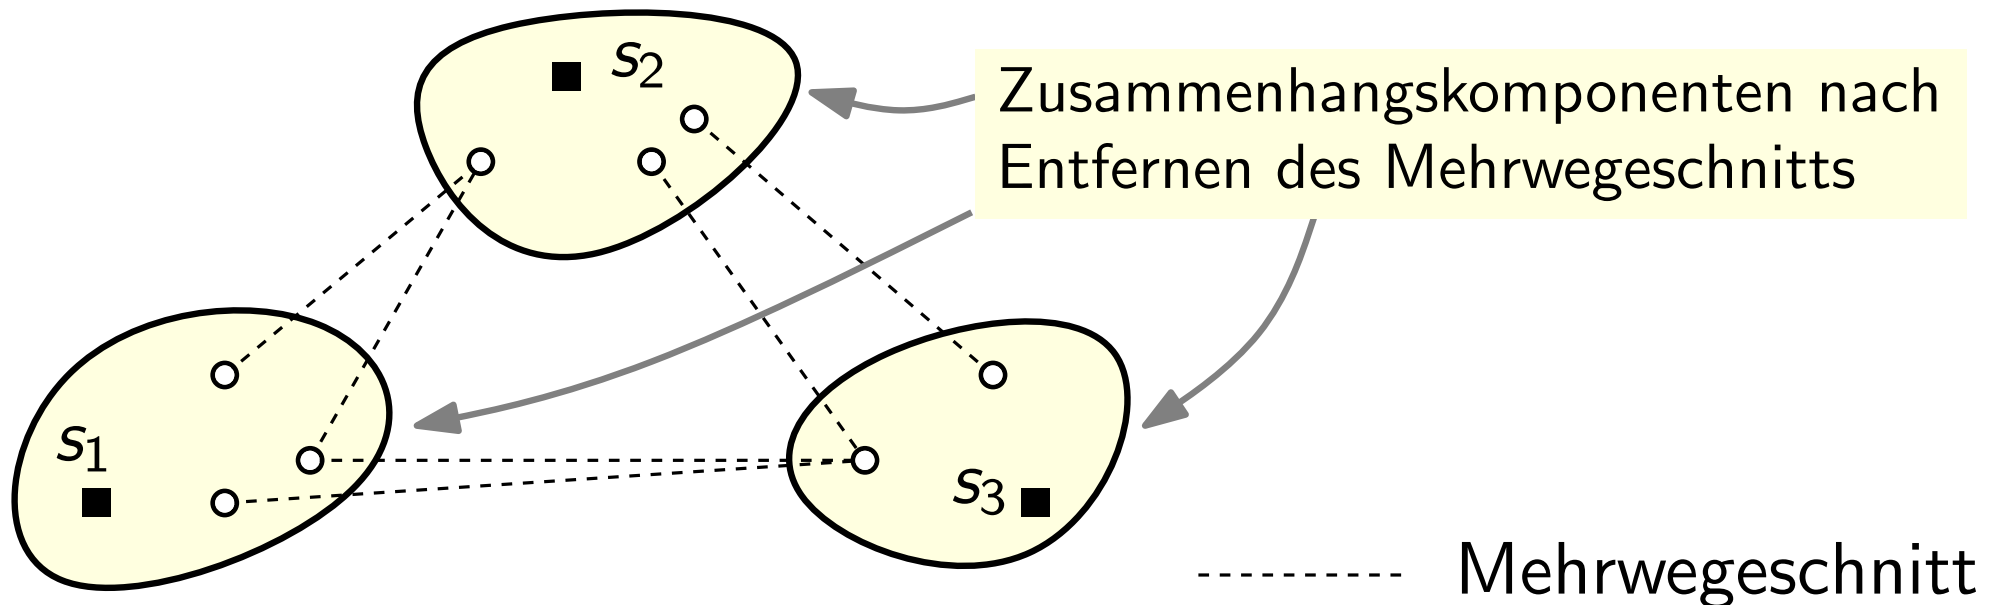 s₂
Zusammenhangskomponenten nach
Entfernen des Mehrwegeschnitts
s₁
s₃
Mehrwegeschnitt